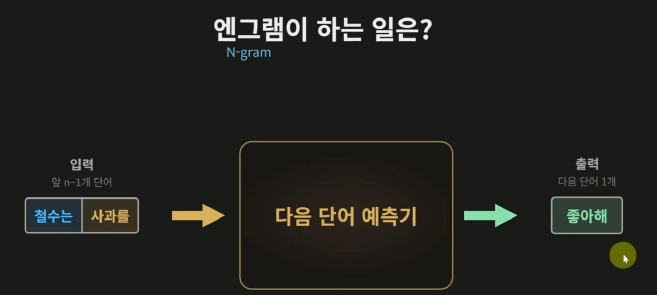 엔그램이 하는 일은?
N-gram
입력
앞 n-1개 단어
철수는 사과를
다음 단어 예측기
출력
다음 단어 1개
좋아해